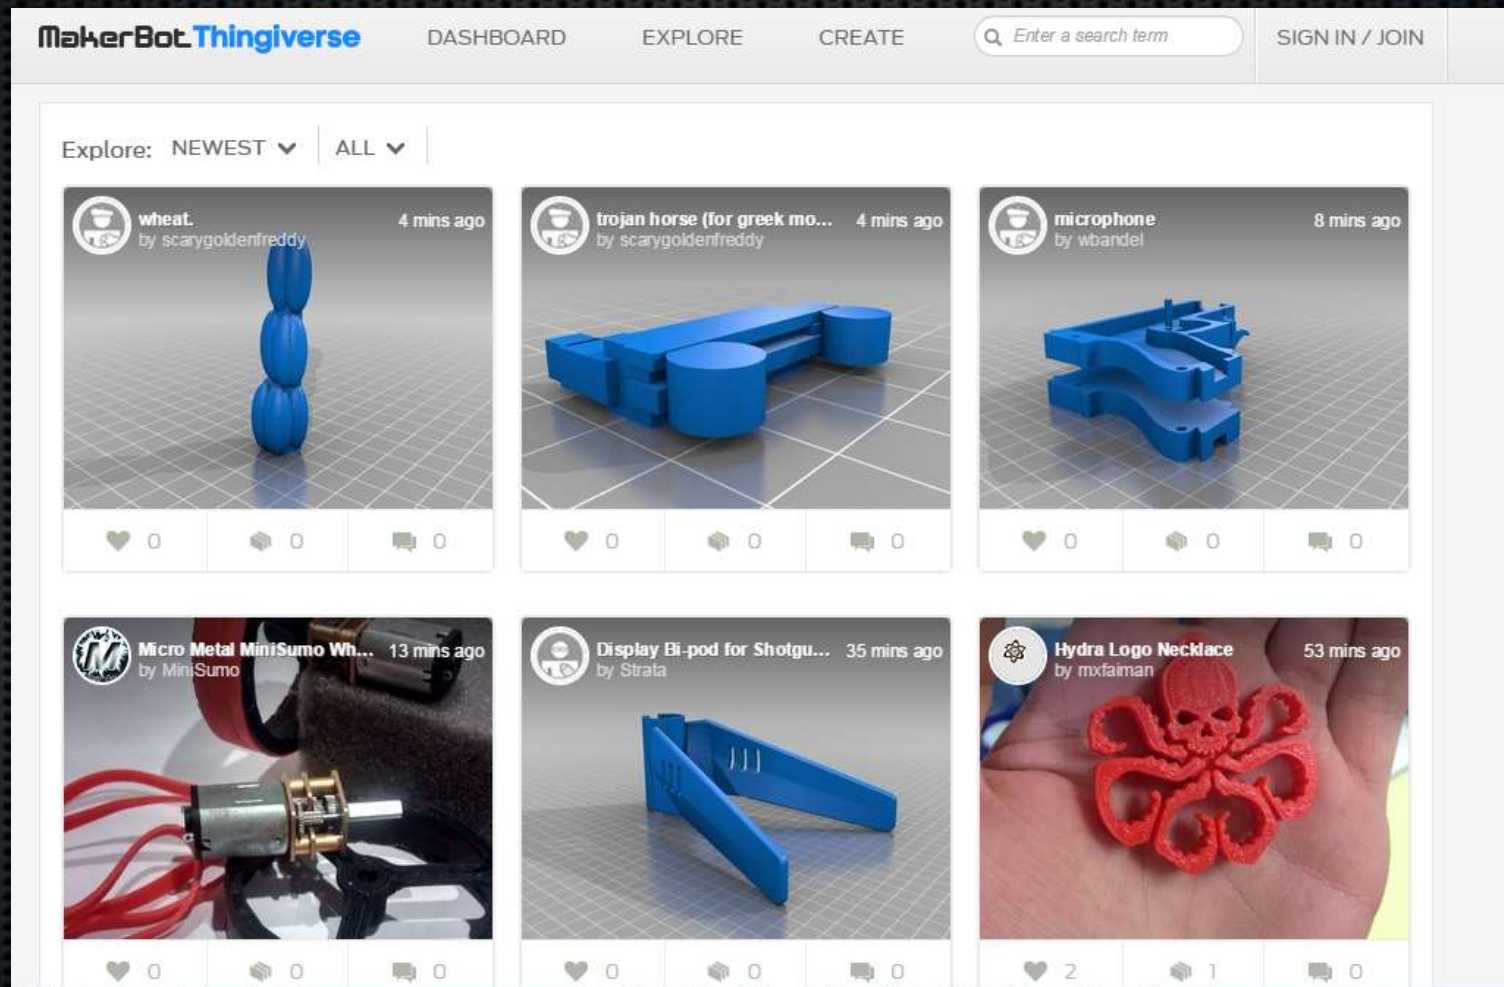 MakerBot Thingiverse DASHBOARD EXPLORE CREATE Enter a search term SIGN IN / JOIN
Explore: NEWEST ALL
wheat. 4 mins ago
by scarygoldenfreddy
trojan horse (for greek mo... 4 mins ago
by scarygoldenfreddy
microphone 8 mins ago
by wbandel
0 0 0
0 0 0
0 0 0
Micro Metal MiniSumo Wh... 13 mins ago
by MiniSumo
Display Bi-pod for Shotgu... 35 mins ago
by Strata
Hydra Logo Necklace 53 mins ago
by mxfaiman
0 0 0
0 0 0
2 1 0